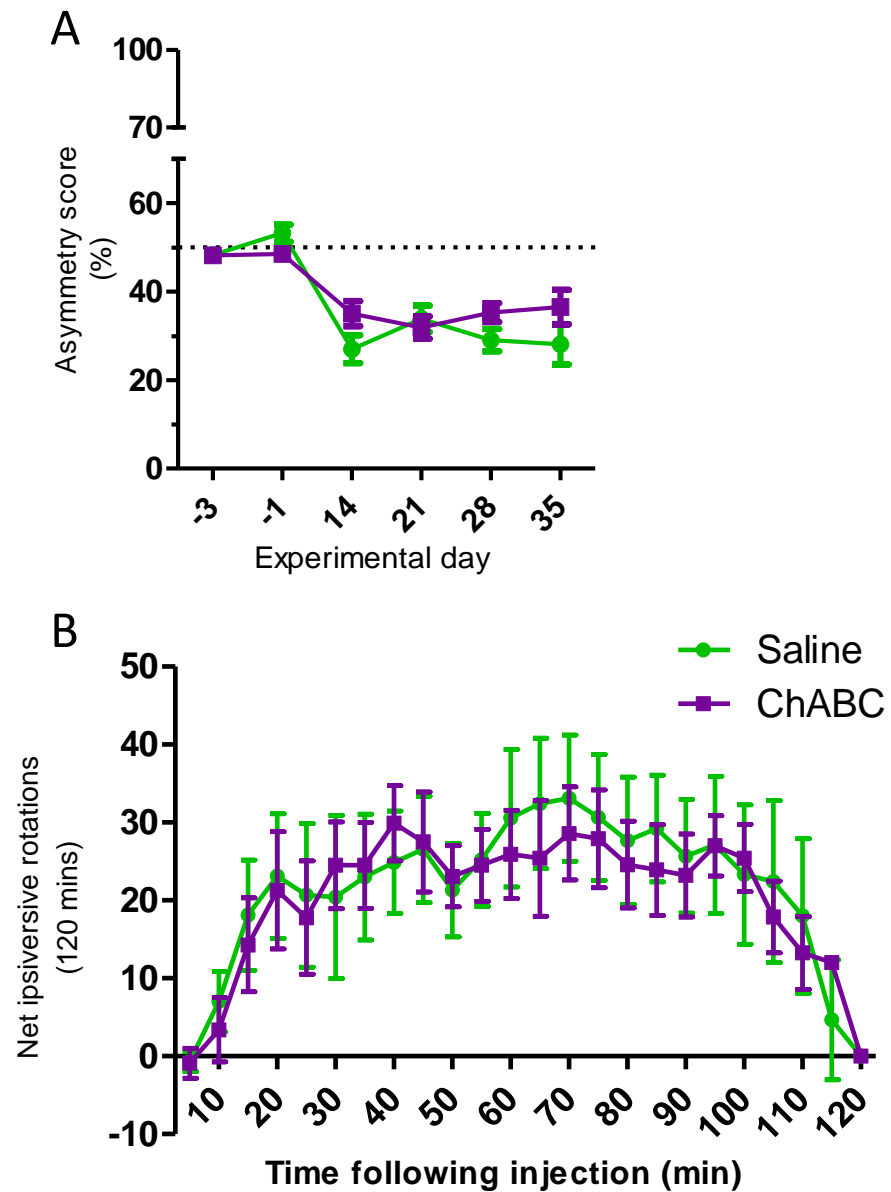 A
100
70
60
40
20
0
Asymmetry score
(%)
-3 -1 14 21 28 35
Experimental day
B
Saline
ChABC
50
40
30
20
10
0
-10
Net ipsiversive rotations
(120 mins)
10 20 30 40 50 60 70 80 90 100 110 120
Time following injection (min)